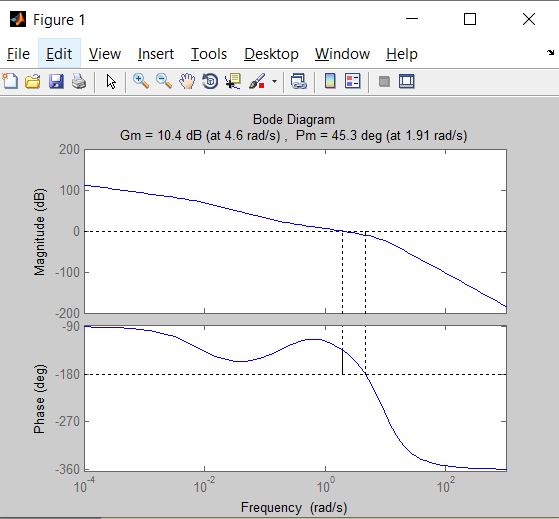 Figure 1
File Edit View Insert Tools Desktop Window Help
Bode Diagram
Gm = 10.4 dB (at 4.6 rad/s) , Pm = 45.3 deg (at 1.91 rad/s)
Magnitude (dB)
200
100
0
-100
-200
Phase (deg)
-90
-180
-270
-360
10^-4 10^-2 10^0 10^2
Frequency (rad/s)